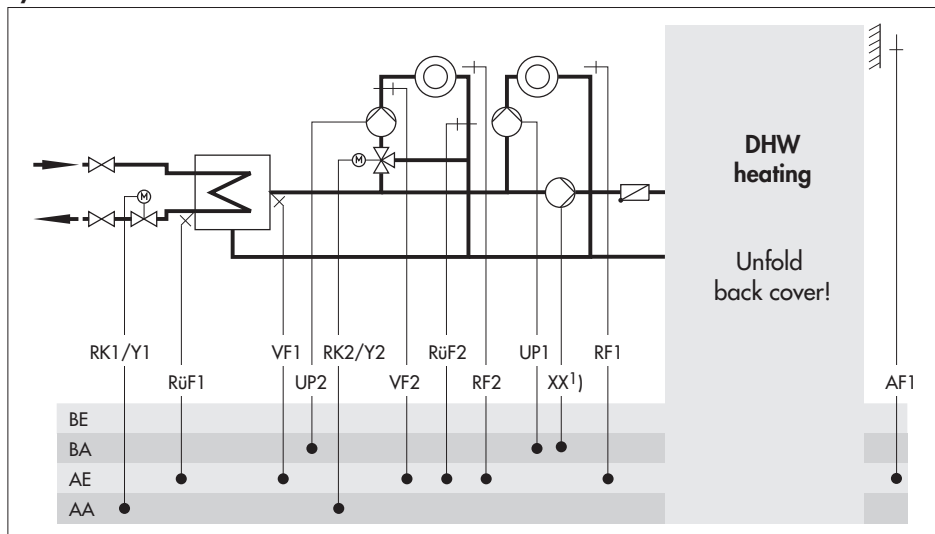 M
M
DHW
heating
Unfold
back cover!
RK1/Y1 VF1 RK2/Y2 RüF2 UP1 RF1
RüF1 UP2 VF2 RF2 XX¹) AF1
BE
BA
AE
AA